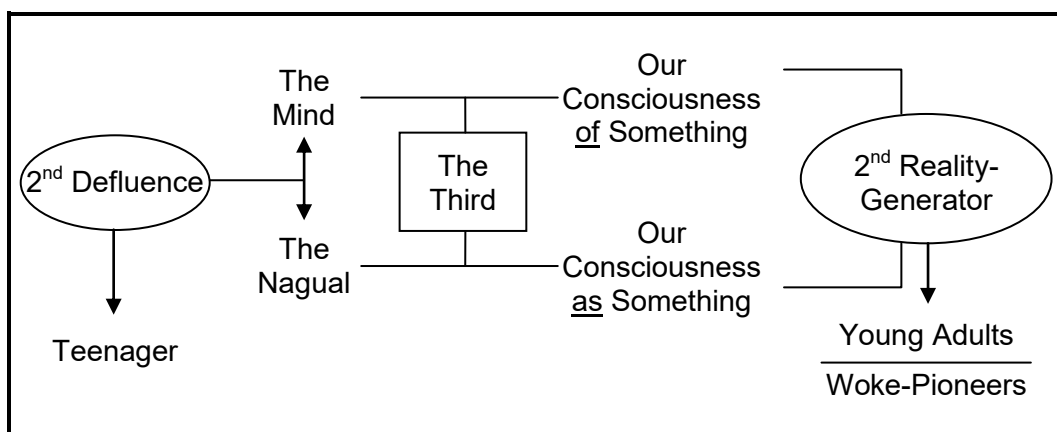 2nd Defluence
Teenager
The
Mind
The
Nagual
The
Third
Our
Consciousness
of Something
Our
Consciousness
as Something
2nd Reality-
Generator
Young Adults
Woke-Pioneers